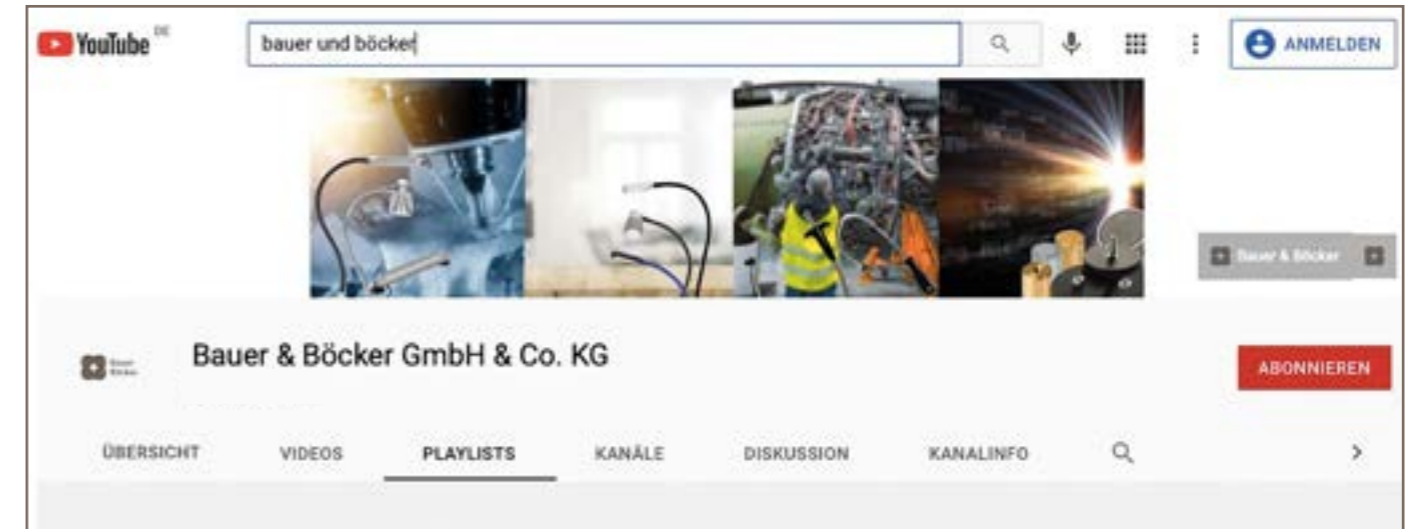 YouTube DE
bauer und böcker
ANMELDEN
Bauer & Böcker
Bauer & Böcker GmbH & Co. KG
ABONNIEREN
ÜBERSICHT VIDEOS PLAYLISTS KANÄLE DISKUSSION KANALINFO